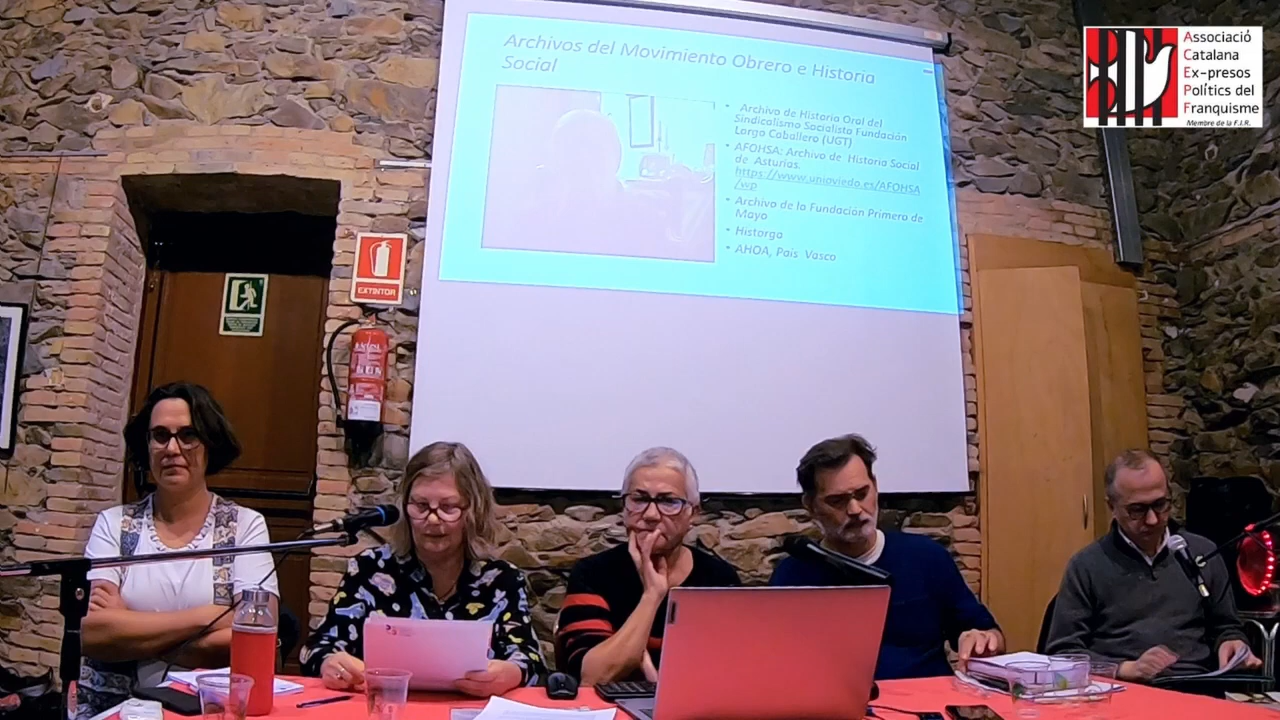 Archivos del Movimiento Obrero e Historia
Social
• Archivo de Historia Oral del
Sindicalismo Socialista Fundación
Largo Caballero (UGT)
• AFOHSA: Archivo de Historia Social
de Asturias.
https://www.unioviedo.es/AFOHSA
/wp
• Archivo de la Fundación Primero de
Mayo
• Historga
• AHOA, País Vasco
Associació
Catalana
Ex-presos
Polítics del
Franquisme
Membre de la F.I.R.
EXTINTOR